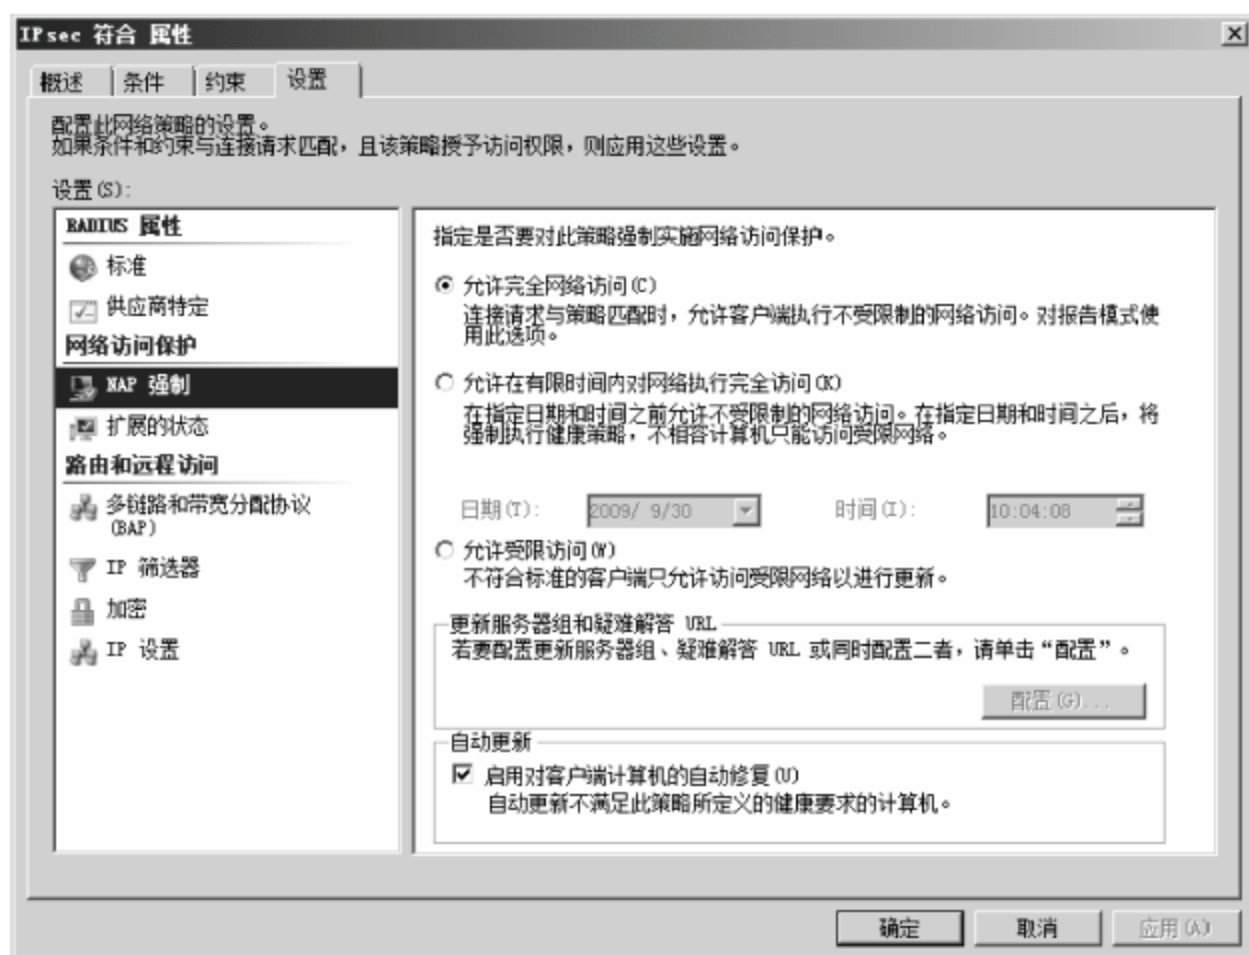 IPsec 符合 属性
概述 条件 约束 设置
配置此网络策略的设置。
如果条件和约束与连接请求匹配，且该策略授予访问权限，则应用这些设置。
设置(S):
RADIUS 属性
标准
供应商特定
网络访问保护
NAP 强制
扩展的状态
路由和远程访问
多链路和带宽分配协议
(BAP)
IP 筛选器
加密
IP 设置
指定是否要对此策略强制实施网络访问保护。
允许完全网络访问(C)
连接请求与策略匹配时，允许客户端执行不受限制的网络访问。对报告模式使
用此选项。
允许在有限时间内对网络执行完全访问(K)
在指定日期和时间之前允许不受限制的网络访问。在指定日期和时间之后，将
强制执行健康策略，不相容计算机只能访问受限网络。
日期(T): 2009/ 9/30 时间(I): 10:04:08
允许受限访问(W)
不符合标准的客户端只允许访问受限网络以进行更新。
更新服务器组和疑难解答 URL
若要配置更新服务器组、疑难解答 URL 或同时配置二者，请单击“配置”。
配置(G)...
自动更新
启用对客户端计算机的自动修复(U)
自动更新不满足此策略所定义的健康要求的计算机。
确定 取消 应用(A)